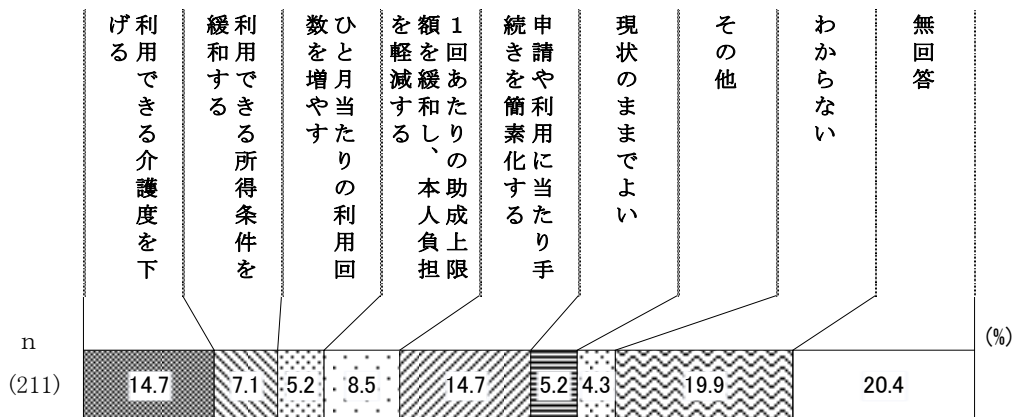 利用できる介護度を下
げる
利用できる所得条件を
緩和する
ひと月当たりの利用回
数を増やす
1回あたりの助成上限
額を緩和し、本人負担
を軽減する
申請や利用に当たり手
続きを簡素化する
現状のままでよい
その他
わからない
無回答
(%)
n
(211)
14.7
7.1
5.2
8.5
14.7
5.2
4.3
19.9
20.4